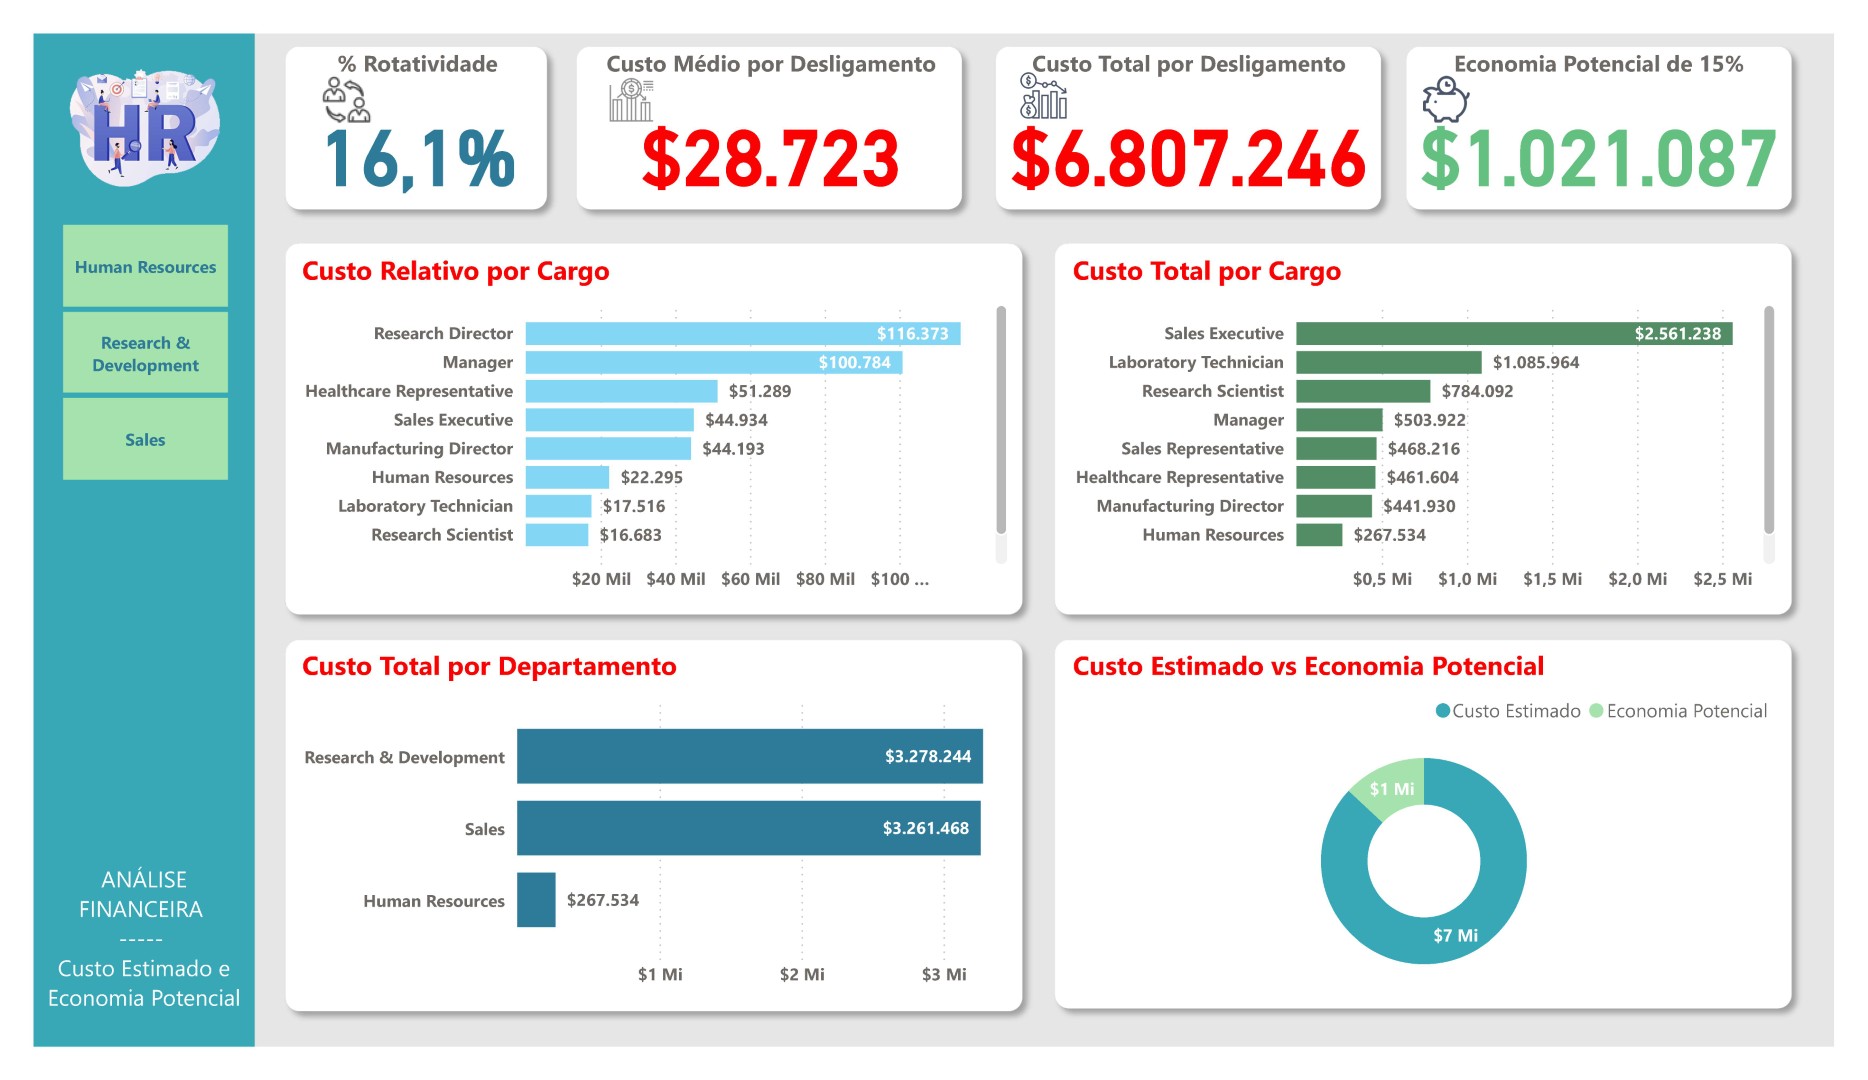 HR
Human Resources
Research &
Development
Sales
ANÁLISE
FINANCEIRA
-----
Custo Estimado e
Economia Potencial
% Rotatividade
16,1%
Custo Médio por Desligamento
$28.723
Custo Total por Desligamento
$6.807.246
Economia Potencial de 15%
$1.021.087
Custo Relativo por Cargo
Research Director $116.373
Manager $100.784
Healthcare Representative $51.289
Sales Executive $44.934
Manufacturing Director $44.193
Human Resources $22.295
Laboratory Technician $17.516
Research Scientist $16.683
$20 Mil $40 Mil $60 Mil $80 Mil $100 ...
Custo Total por Cargo
Sales Executive $2.561.238
Laboratory Technician $1.085.964
Research Scientist $784.092
Manager $503.922
Sales Representative $468.216
Healthcare Representative $461.604
Manufacturing Director $441.930
Human Resources $267.534
$0,5 Mi $1,0 Mi $1,5 Mi $2,0 Mi $2,5 Mi
Custo Total por Departamento
Research & Development $3.278.244
Sales $3.261.468
Human Resources $267.534
$1 Mi $2 Mi $3 Mi
Custo Estimado vs Economia Potencial
Custo Estimado Economia Potencial
$1 Mi
$7 Mi